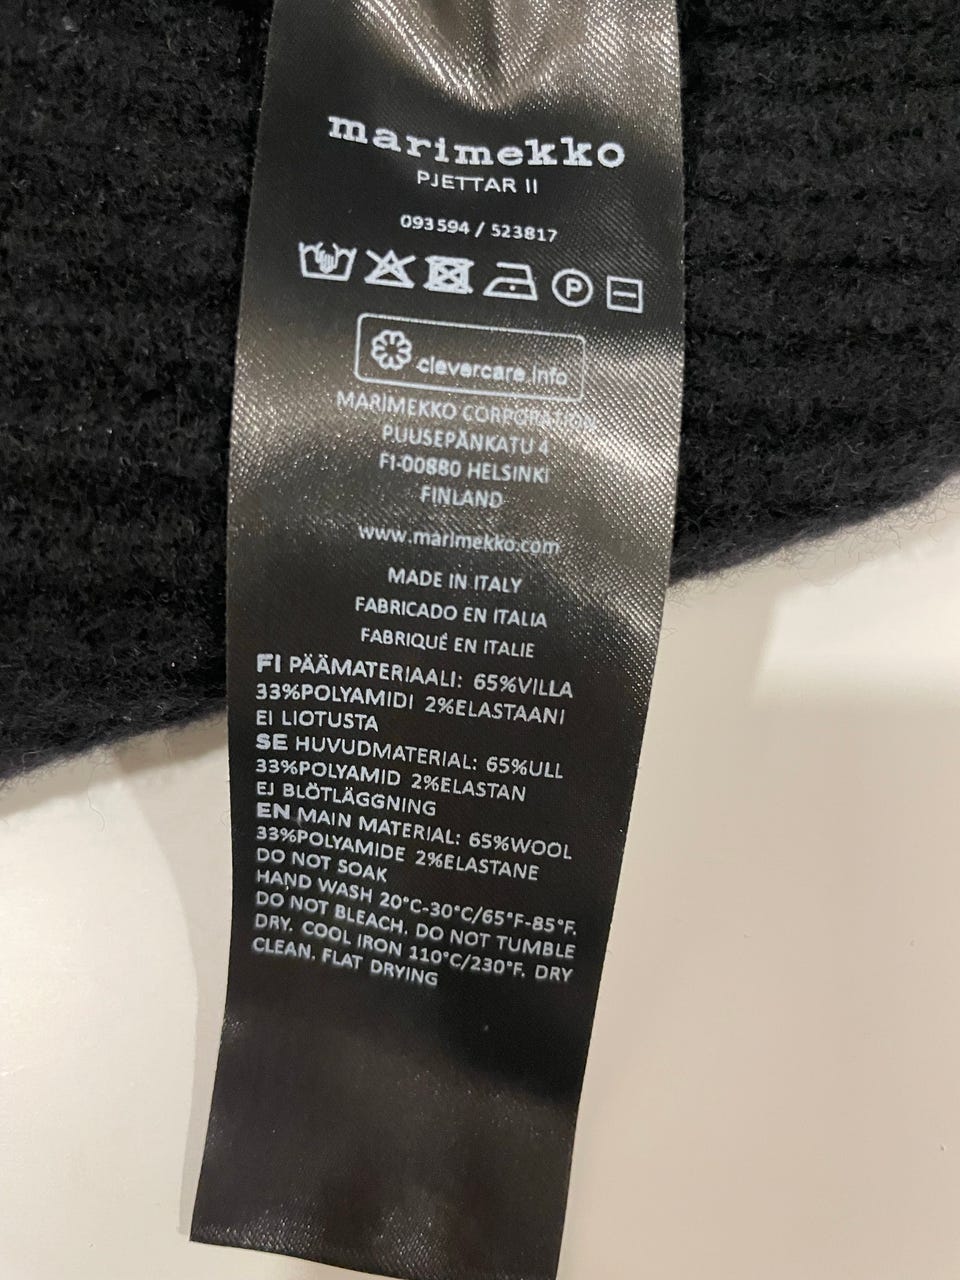 marimekko
PJETTAR II
093594 / 523817
P
clevercare.info
MARIMEKKO CORPORATION
PUUSEPÄNKATU 4
FI-00880 HELSINKI
FINLAND
www.marimekko.com
MADE IN ITALY
FABRICADO EN ITALIA
FABRIQUÉ EN ITALIE
FI PÄÄMATERIAALI: 65%VILLA
33%POLYAMIDI 2%ELASTAANI
EI LIOTUSTA
SE HUVUDMATERIAL: 65%ULL
33%POLYAMID 2%ELASTAN
EJ BLÖTLÄGGNING
EN MAIN MATERIAL: 65%WOOL
33%POLYAMIDE 2%ELASTANE
DO NOT SOAK
HAND WASH 20°C-30°C/65°F-85°F.
DO NOT BLEACH. DO NOT TUMBLE
DRY. COOL IRON 110°C/230°F. DRY
CLEAN. FLAT DRYING